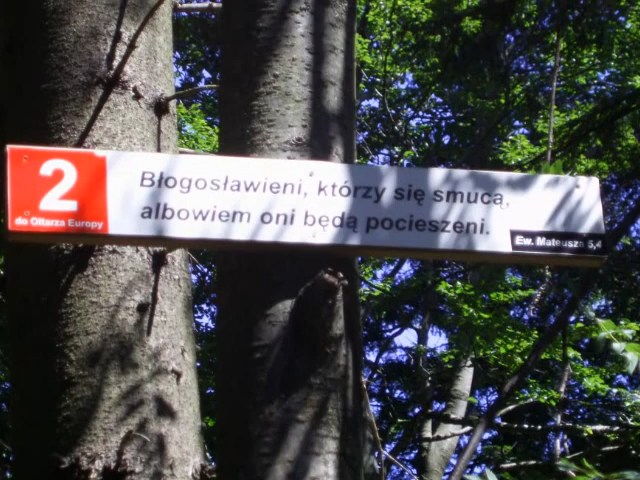 2
do Ołtarza Europy
Błogosławieni, którzy się smucą,
albowiem oni będą pocieszeni.
Ew. Mateusza 5,4